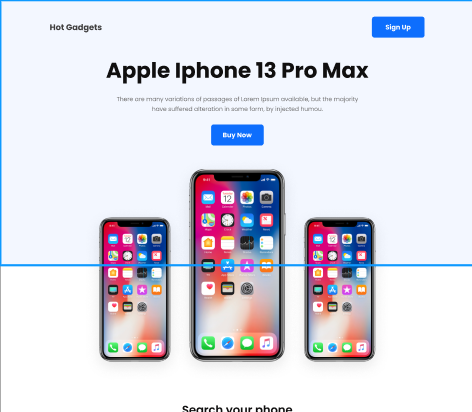 Hot Gadgets
Sign Up
Apple Iphone 13 Pro Max
There are many variations of passages of Lorem Ipsum available, but the majority
have suffered alteration in some form, by injected humou.
Buy Now
Search your phone